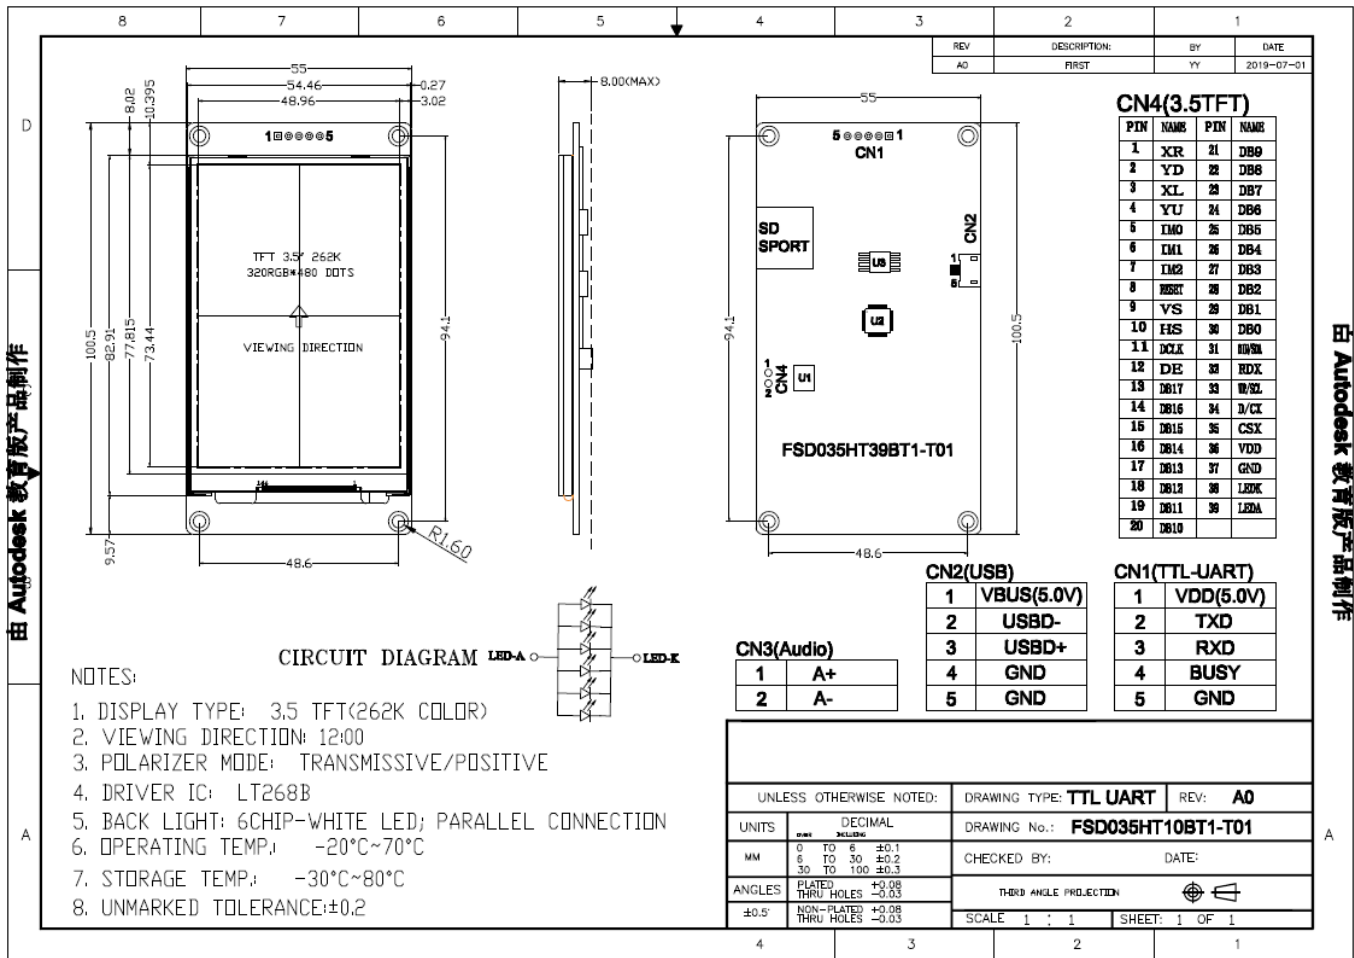 8 7 6 5 4 3 2 1
REV DESCRIPTION: BY DATE
A0 FIRST YY 2019-07-01
D
55
54.46
0.27
48.96
3.02
8.00(MAX)
8.02
10.395
1 5
TFT 3.5" 262K
320RGB*480 DOTS
VIEWING DIRECTION
100.5
82.91
77.815
73.44
94.1
9.57
48.6
R1.60
55
5 1
CN1
SD
SPORT
CN2
1
5
U3
U2
1
CN4
2
U1
94.1
100.5
FSD035HT39BT1-T01
48.6
CN4(3.5TFT)
PIN NAME PIN NAME
1 XR 21 DB9
2 YD 22 DB8
3 XL 23 DB7
4 YU 24 DB6
5 IM0 25 DB5
6 IM1 26 DB4
7 IM2 27 DB3
8 RESET 28 DB2
9 VS 29 DB1
10 HS 30 DB0
11 DCLK 31
12 DE 32 RDX
13 DB17 33
14 DB16 34 D/CX
15 DB15 35 CSX
16 DB14 36 VDD
17 DB13 37 GND
18 DB12 38 LEDK
19 DB11 39 LEDA
20 DB10
由 Autodesk 教育版产品制作
由 Autodesk 教育版产品制作
CIRCUIT DIAGRAM LED-A LED-K
CN3(Audio)
1 A+
2 A-
CN2(USB)
1 VBUS(5.0V)
2 USBD-
3 USBD+
4 GND
5 GND
CN1(TTL-UART)
1 VDD(5.0V)
2 TXD
3 RXD
4 BUSY
5 GND
NOTES:
1. DISPLAY TYPE: 3.5 TFT(262K COLOR)
2. VIEWING DIRECTION: 12:00
3. POLARIZER MODE: TRANSMISSIVE/POSITIVE
4. DRIVER IC: LT268B
5. BACK LIGHT: 6CHIP-WHITE LED; PARALLEL CONNECTION
6. OPERATING TEMP.: -20°C~70°C
7. STORAGE TEMP.: -30°C~80°C
8. UNMARKED TOLERANCE:±0.2
UNLESS OTHERWISE NOTED: DRAWING TYPE: TTL UART REV: A0
UNITS DECIMAL
OVER INCLUDING
DRAWING No.: FSD035HT10BT1-T01
MM
0 TO 6 ±0.1
6 TO 30 ±0.2
30 TO 100 ±0.3
CHECKED BY: DATE:
ANGLES
PLATED +0.08
THRU HOLES -0.03
THIRD ANGLE PROJECTION
±0.5°
NON-PLATED +0.08
THRU HOLES -0.03
SCALE 1 : 1 SHEET: 1 OF 1
A A
4 3 2 1